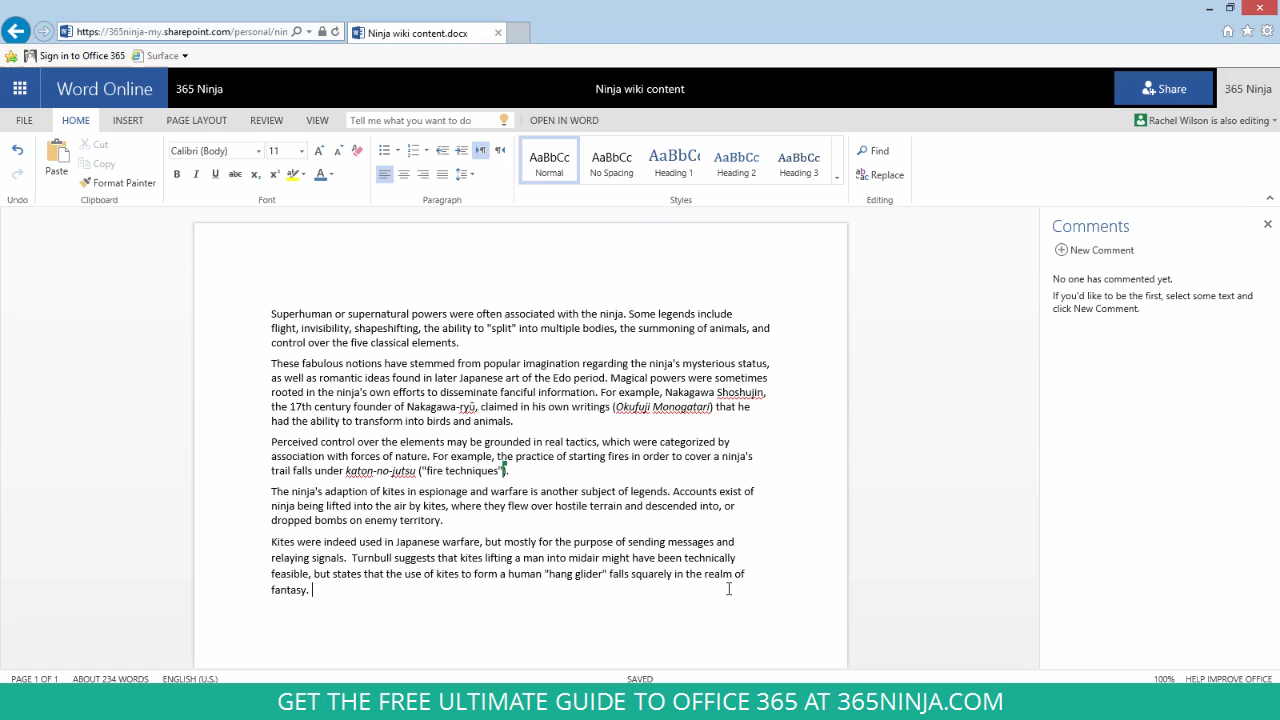 https://365ninja-my.sharepoint.com/personal/nin
Ninja wiki content.docx
Sign in to Office 365
Surface
Word Online
365 Ninja
Ninja wiki content
Share
365 Ninja
FILE
HOME
INSERT
PAGE LAYOUT
REVIEW
VIEW
Tell me what you want to do
OPEN IN WORD
Rachel Wilson is also editing
Paste
Cut
Copy
Format Painter
Calibri (Body)
11
B I U abc x₂ x²
AaBbCc
Normal
AaBbCc
No Spacing
AaBbCc
Heading 1
AaBbCc
Heading 2
AaBbCc
Heading 3
Find
Replace
Undo
Clipboard
Font
Paragraph
Styles
Editing
Superhuman or supernatural powers were often associated with the ninja. Some legends include
flight, invisibility, shapeshifting, the ability to "split" into multiple bodies, the summoning of animals, and
control over the five classical elements.
These fabulous notions have stemmed from popular imagination regarding the ninja's mysterious status,
as well as romantic ideas found in later Japanese art of the Edo period. Magical powers were sometimes
rooted in the ninja's own efforts to disseminate fanciful information. For example, Nakagawa Shoshujin,
the 17th century founder of Nakagawa-ryū, claimed in his own writings (Okufuji Monogatari) that he
had the ability to transform into birds and animals.
Perceived control over the elements may be grounded in real tactics, which were categorized by
association with forces of nature. For example, the practice of starting fires in order to cover a ninja's
trail falls under katon-no-jutsu ("fire techniques").
The ninja's adaption of kites in espionage and warfare is another subject of legends. Accounts exist of
ninja being lifted into the air by kites, where they flew over hostile terrain and descended into, or
dropped bombs on enemy territory.
Kites were indeed used in Japanese warfare, but mostly for the purpose of sending messages and
relaying signals. Turnbull suggests that kites lifting a man into midair might have been technically
feasible, but states that the use of kites to form a human "hang glider" falls squarely in the realm of
fantasy.
Comments
New Comment
No one has commented yet.
If you'd like to be the first, select some text and
click New Comment.
PAGE 1 OF 1
ABOUT 234 WORDS
ENGLISH (U.S.)
SAVED
100%
HELP IMPROVE OFFICE
GET THE FREE ULTIMATE GUIDE TO OFFICE 365 AT 365NINJA.COM